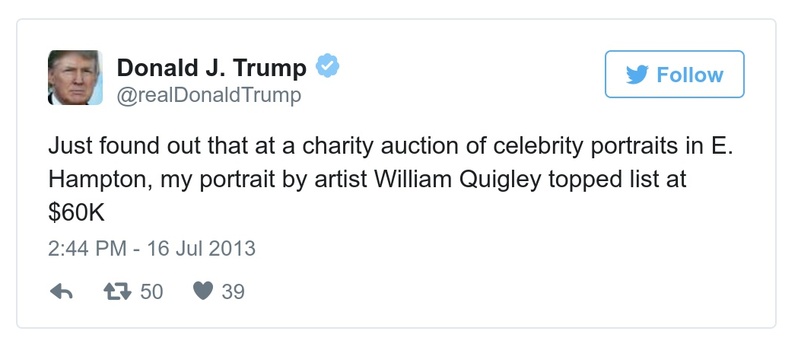 Donald J. Trump
@realDonaldTrump
Follow
Just found out that at a charity auction of celebrity portraits in E.
Hampton, my portrait by artist William Quigley topped list at
$60K
2:44 PM - 16 Jul 2013
50 39